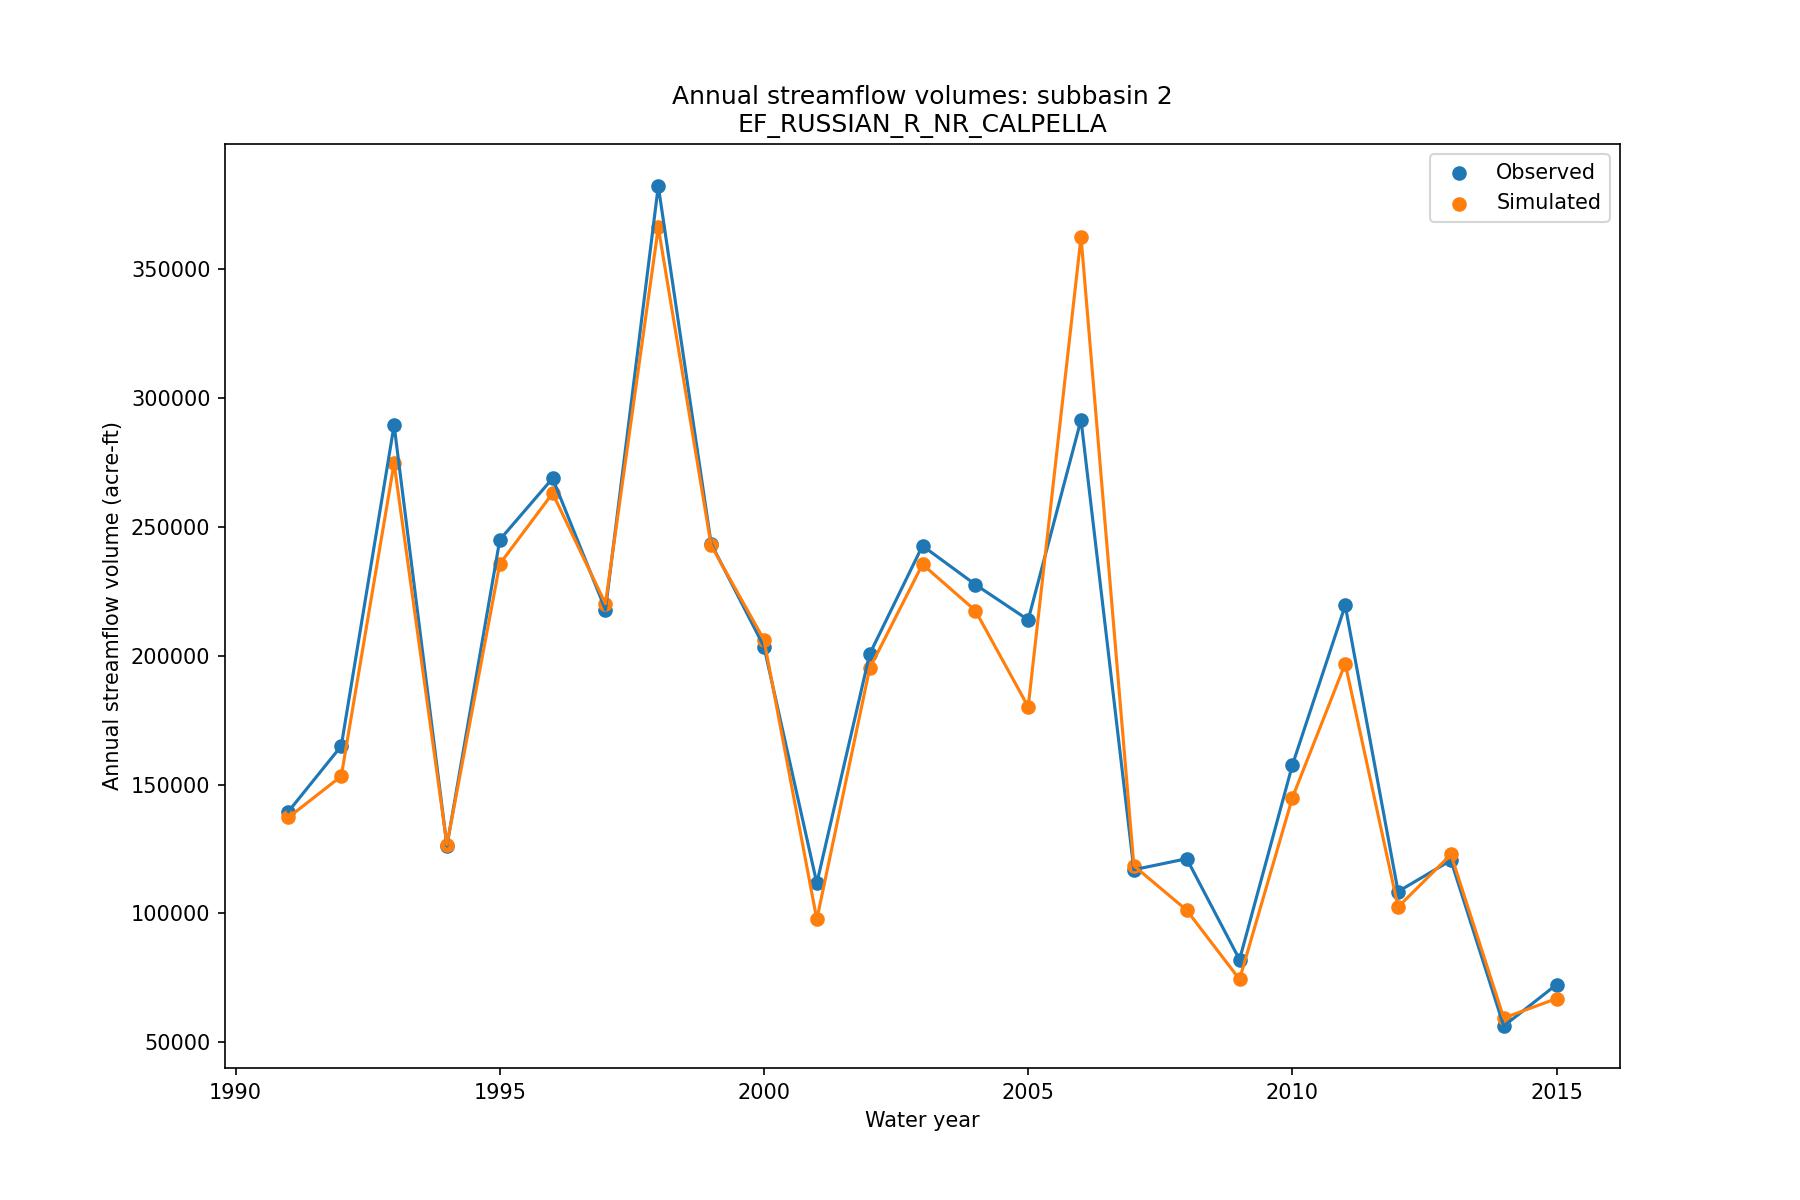 Annual streamflow volumes: subbasin 2
EF_RUSSIAN_R_NR_CALPELLA
Observed
Simulated
Annual streamflow volume (acre-ft)
350000
300000
250000
200000
150000
100000
50000
1990
1995
2000
2005
2010
2015
Water year